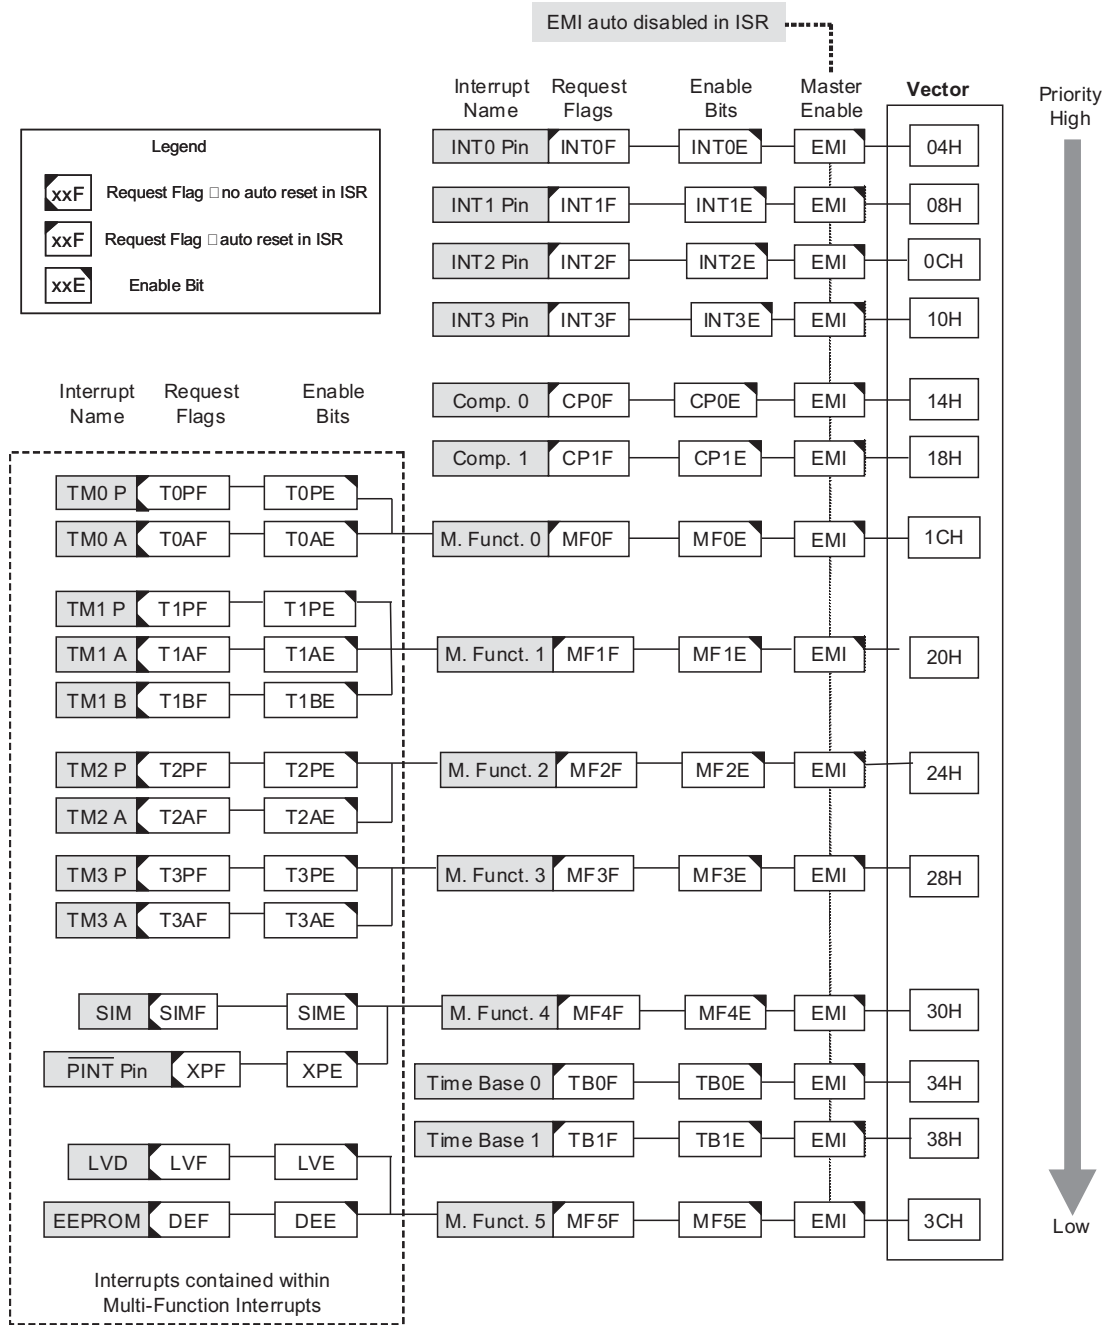 EMI auto disabled in ISR
Interrupt Name Request Flags Enable Bits Master Enable Vector
Priority High
INT0 Pin INT0F INT0E EMI 04H
INT1 Pin INT1F INT1E EMI 08H
INT2 Pin INT2F INT2E EMI 0CH
INT3 Pin INT3F INT3E EMI 10H
Legend
xxF Request Flag □ no auto reset in ISR
xxF Request Flag □ auto reset in ISR
xxE Enable Bit
Interrupt Name Request Flags Enable Bits
Comp. 0 CP0F CP0E EMI 14H
Comp. 1 CP1F CP1E EMI 18H
TM0 P T0PF T0PE
TM0 A T0AF T0AE M. Funct. 0 MF0F MF0E EMI 1CH
TM1 P T1PF T1PE
TM1 A T1AF T1AE M. Funct. 1 MF1F MF1E EMI 20H
TM1 B T1BF T1BE
TM2 P T2PF T2PE M. Funct. 2 MF2F MF2E EMI 24H
TM2 A T2AF T2AE
TM3 P T3PF T3PE M. Funct. 3 MF3F MF3E EMI 28H
TM3 A T3AF T3AE
SIM SIMF SIME M. Funct. 4 MF4F MF4E EMI 30H
PINT Pin XPF XPE Time Base 0 TB0F TB0E EMI 34H
Time Base 1 TB1F TB1E EMI 38H
LVD LVF LVE
EEPROM DEF DEE M. Funct. 5 MF5F MF5E EMI 3CH
Low
Interrupts contained within
Multi-Function Interrupts